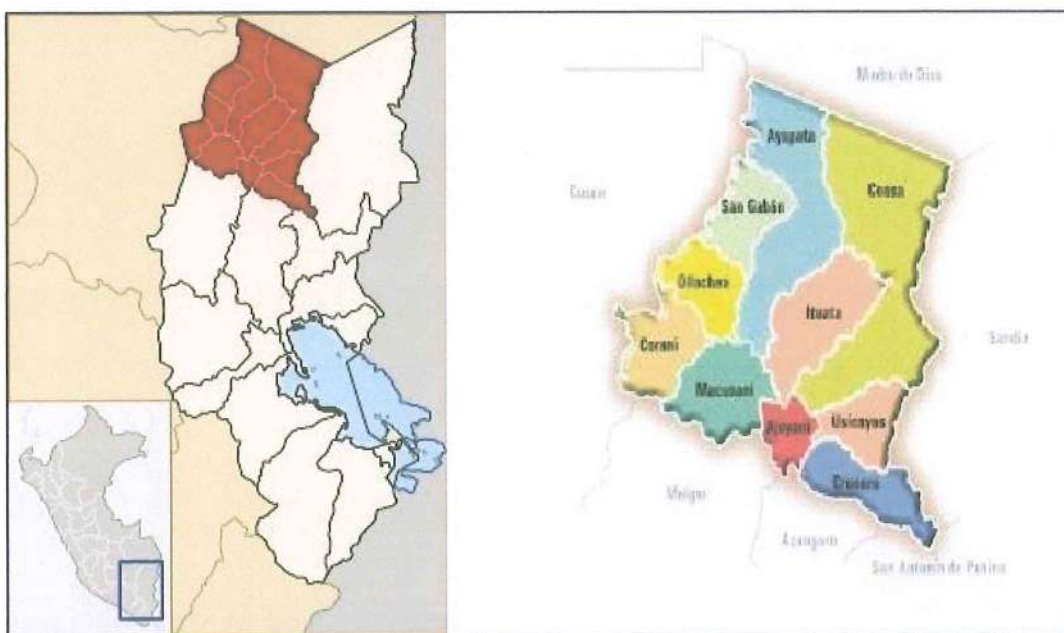 Madre de Dios
Ayapata
Cusco
Coasa
San Gabán
Ollachea
Ituata
Sandia
Corani
Macusani
Ajoyani
Usicayos
Crucero
Melgar
Azangaro
San Antonio de Putina